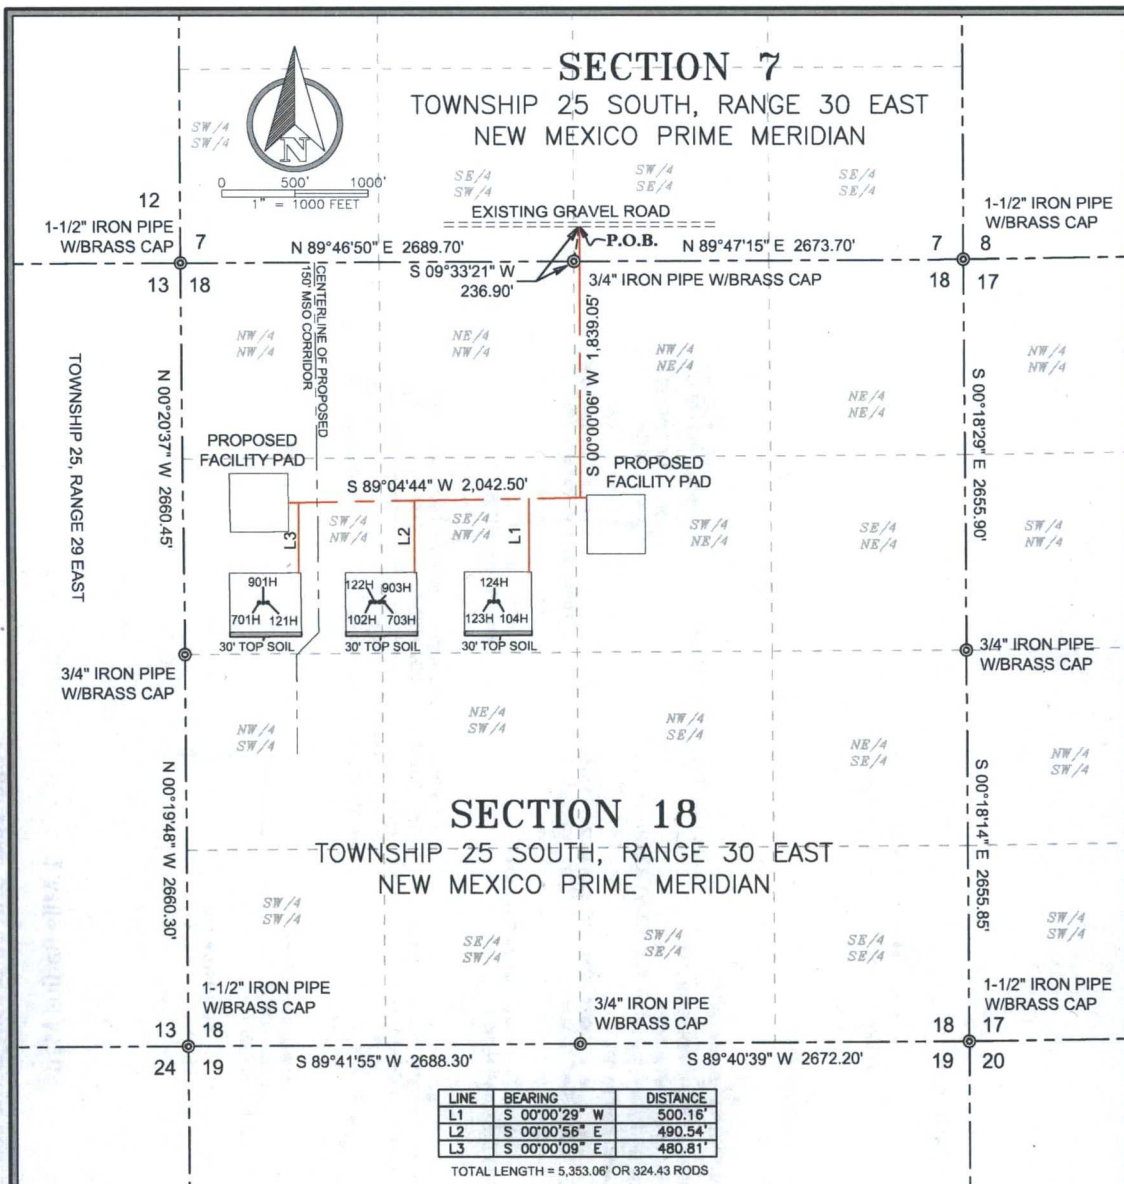 SECTION 7
TOWNSHIP 25 SOUTH, RANGE 30 EAST
NEW MEXICO PRIME MERIDIAN
N
0 500' 1000'
1" = 1000 FEET
SW/4
SW/4
SE/4
SW/4
SW/4
SE/4
SE/4
SE/4
12
1-1/2" IRON PIPE
W/BRASS CAP
7
13 18
EXISTING GRAVEL ROAD
P.O.B.
N 89°46'50" E 2689.70'
N 89°47'15" E 2673.70'
S 09°33'21" W
236.90'
3/4" IRON PIPE W/BRASS CAP
1-1/2" IRON PIPE
W/BRASS CAP
7 8
18 17
CENTERLINE OF PROPOSED
150' MSO CORRIDOR
S 00°00'06" W 1,839.05'
NW/4
NW/4
NE/4
NW/4
NW/4
NE/4
NE/4
NE/4
NW/4
NW/4
TOWNSHIP 25, RANGE 29 EAST
N 00°20'37" W 2660.45'
S 00°18'29" E 2655.90'
PROPOSED
FACILITY PAD
S 89°04'44" W 2,042.50'
PROPOSED
FACILITY PAD
L3
SW/4
NW/4
L2
SE/4
NW/4
L1
SW/4
NE/4
SE/4
NE/4
SW/4
NW/4
901H
701H 121H
30' TOP SOIL
122H 903H
102H 703H
30' TOP SOIL
124H
123H 104H
30' TOP SOIL
3/4" IRON PIPE
W/BRASS CAP
3/4" IRON PIPE
W/BRASS CAP
NW/4
SW/4
NE/4
SW/4
NW/4
SE/4
NE/4
SE/4
NW/4
SW/4
N 00°19'48" W 2660.30'
S 00°18'14" E 2655.85'
SECTION 18
TOWNSHIP 25 SOUTH, RANGE 30 EAST
NEW MEXICO PRIME MERIDIAN
SW/4
SW/4
SE/4
SW/4
SW/4
SE/4
SE/4
SE/4
SW/4
SW/4
1-1/2" IRON PIPE
W/BRASS CAP
3/4" IRON PIPE
W/BRASS CAP
1-1/2" IRON PIPE
W/BRASS CAP
13 18
24 19
S 89°41'55" W 2688.30'
S 89°40'39" W 2672.20'
18 17
19 20
LINE BEARING DISTANCE
L1 S 00°00'29" W 500.16'
L2 S 00°00'56" E 490.54'
L3 S 00°00'09" E 480.81'
TOTAL LENGTH = 5,353.06' OR 324.43 RODS